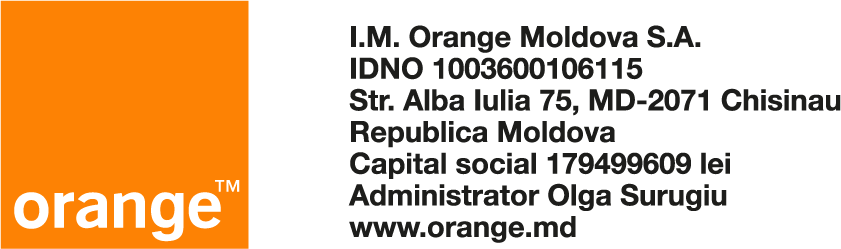 orange™
I.M. Orange Moldova S.A.
IDNO 1003600106115
Str. Alba Iulia 75, MD-2071 Chisinau
Republica Moldova
Capital social 179499609 lei
Administrator Olga Surugiu
www.orange.md